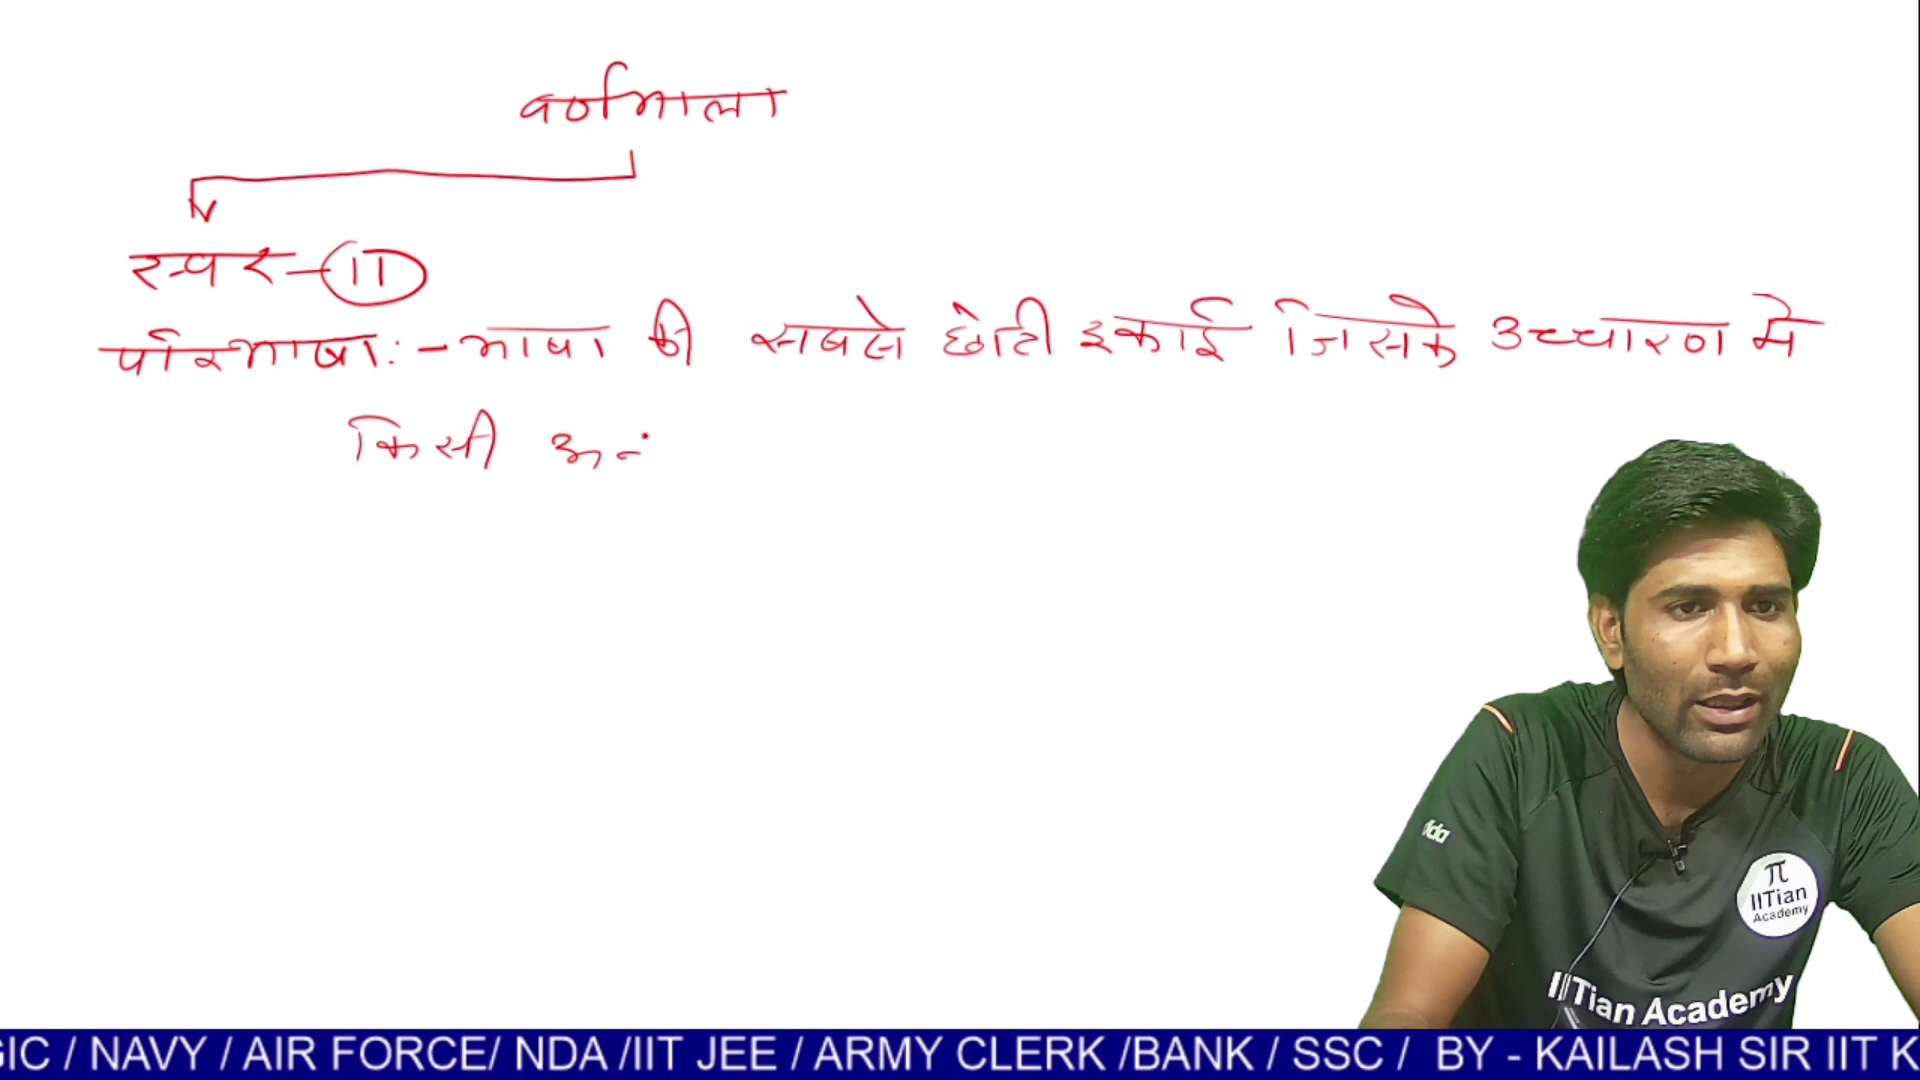 वर्णमाला
स्वर-11
परिभाषा:- भाषा की सबसे छोटी इकाई जिसके उच्चारण मे
किसी अन
π
IITian
Academy
IITian Academy
GIC / NAVY / AIR FORCE/ NDA /IIT JEE / ARMY CLERK /BANK / SSC / BY - KAILASH SIR IIT K